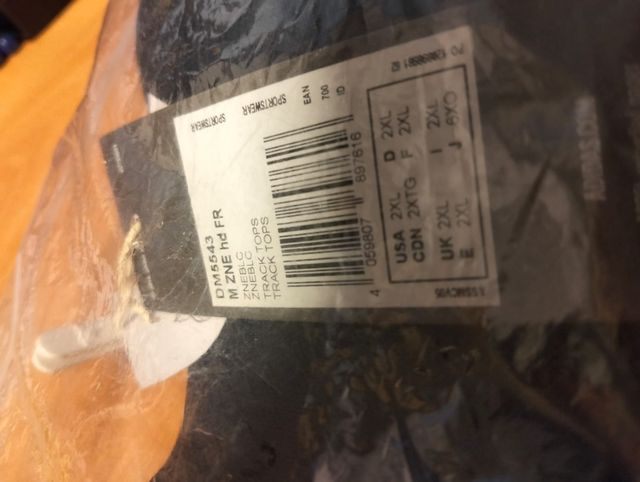 DM5543
M ZNE hd FR
ZNEBLC
ZNEBLC
TRACK TOPS
TRACK TOPS
SPORTSWEAR
SPORTSWEAR
EAN
700
ID
4 059807 897616
USA 2XL D 2XL
CDN 2XTG F 2XL
UK 2XL I 2XL
2XL J 6XO